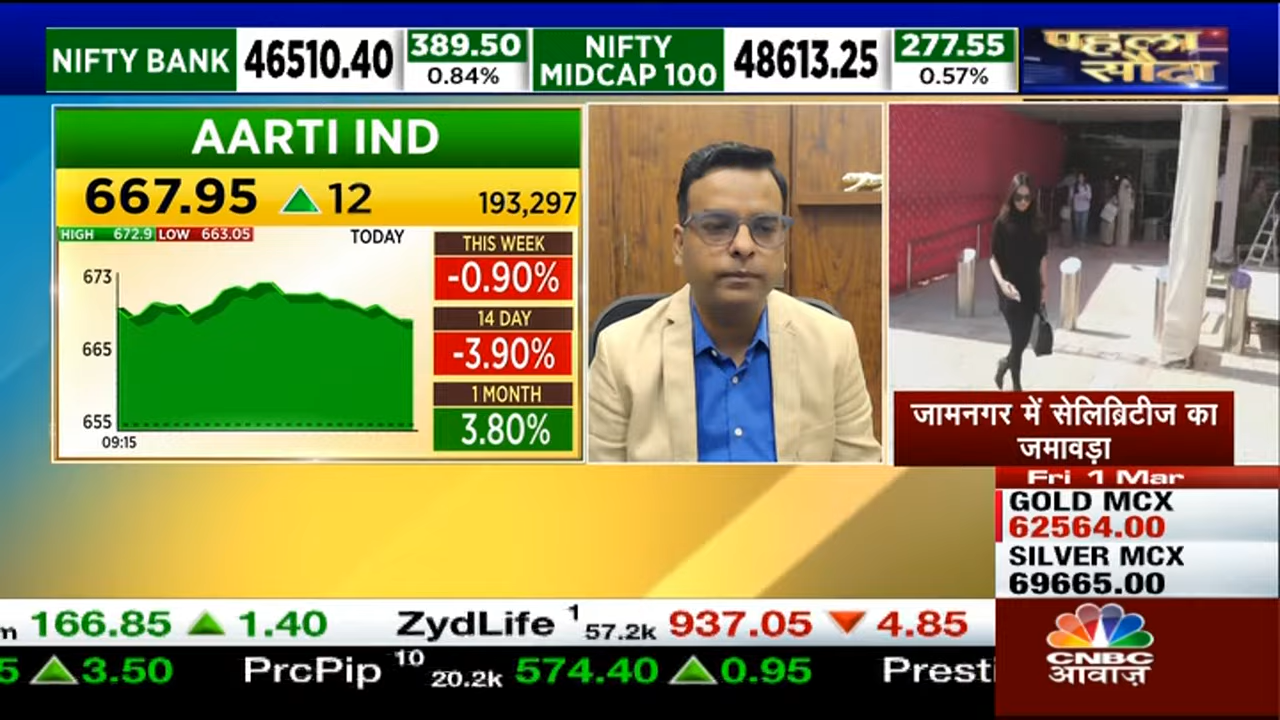 NIFTY BANK 46510.40 389.50 0.84%
NIFTY MIDCAP 100 48613.25 277.55 0.57%
पहला सौदा
AARTI IND
667.95 12 193,297
HIGH 672.9 LOW 663.05 TODAY
673
665
655
09:15
THIS WEEK
-0.90%
14 DAY
-3.90%
1 MONTH
3.80%
जामनगर में सेलिब्रिटीज का
जमावड़ा
Fri 1 Mar
GOLD MCX
62564.00
SILVER MCX
69665.00
m 166.85 1.40 ZydLife 1 57.2k 937.05 4.85
5 3.50 PrcPip 10 20.2k 574.40 0.95 Presti
CNBC
आवाज़